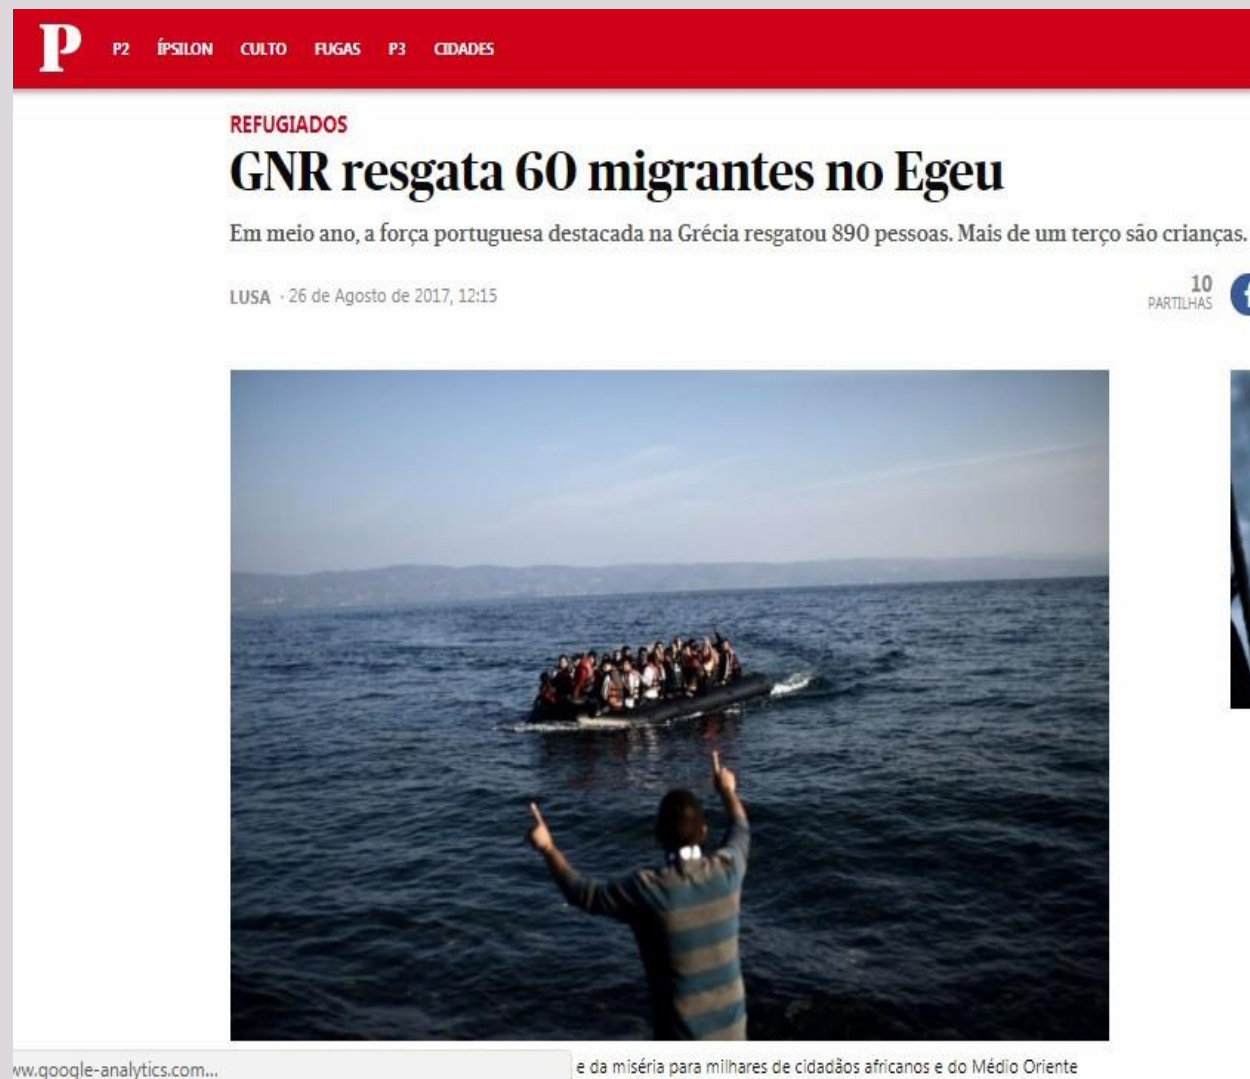 P P2 ÍPSILON CULTO FUGAS P3 CIDADES
REFUGIADOS
GNR resgata 60 migrantes no Egeu
Em meio ano, a força portuguesa destacada na Grécia resgatou 890 pessoas. Mais de um terço são crianças.
LUSA · 26 de Agosto de 2017, 12:15
10
PARTILHAS
e da miséria para milhares de cidadãos africanos e do Médio Oriente
ww.google-analytics.com...